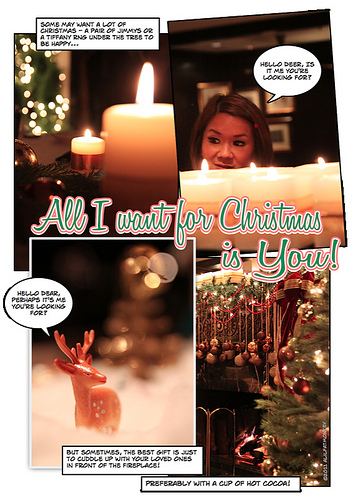 SOME MAY WANT A LOT OF
CHRISTMAS - A PAIR OF JIMMYS OR
A TIFFANY RNG UNDER THE TREE TO
BE HAPPY...
HELLO DEER, IS
IT ME YOU'RE
LOOKING FOR?
All I want for Christmas
is You!
HELLO DEAR,
PERHAPS IT'S ME
YOU'RE LOOKING
FOR?
BUT SOMETIMES, THE BEST GIFT IS JUST
TO CUDDLE UP WITH YOUR LOVED ONES
IN FRONT OF THE FIREPLACE!
PREFERABLY WITH A CUP OF HOT COCOA!